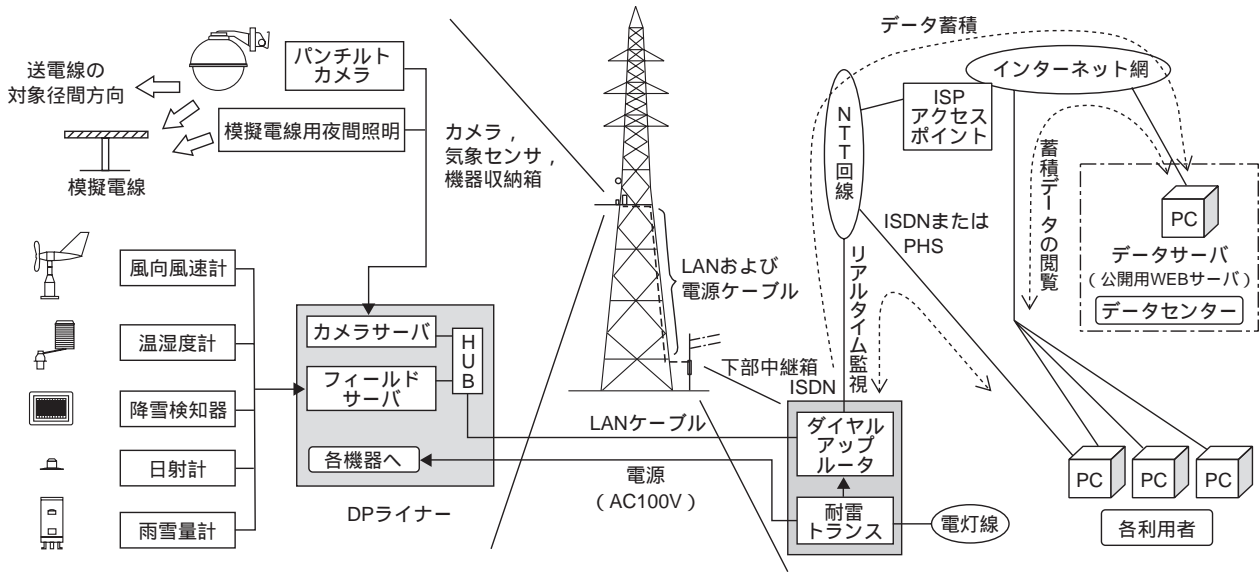 パンチルト
カメラ
送電線の
対象径間方向
模擬電線用夜間照明
模擬電線
風向風速計
温湿度計
降雪検知器
日射計
雨雪量計
カメラサーバ
フィールド
サーバ
HUB
各機器へ
DPライナー
カメラ，
気象センサ，
機器収納箱
LANおよび
電源ケーブル
下部中継箱
ISDN
LANケーブル
電源
（AC100V）
ダイヤル
アップ
ルータ
耐雷
トランス
電灯線
データ蓄積
NTT回線
ISP
アクセス
ポイント
インターネット網
ISDNまたは
PHS
リアルタイム監視
蓄積データの閲覧
PC
データサーバ
（公開用WEBサーバ）
データセンター
PC
PC
PC
各利用者